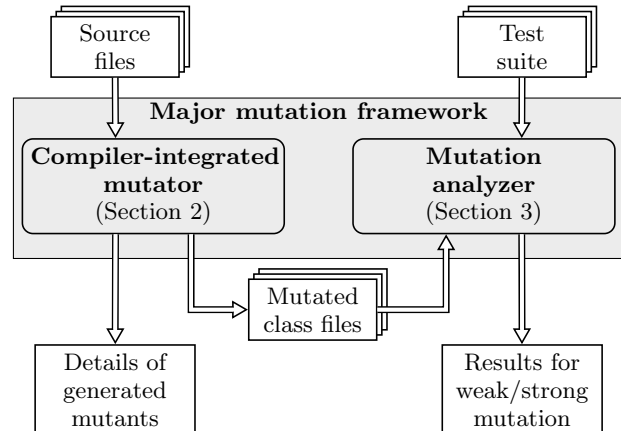 Source
files
Test
suite
Major mutation framework
Compiler-integrated
mutator
(Section 2)
Mutation
analyzer
(Section 3)
Mutated
class files
Details of
generated
mutants
Results for
weak/strong
mutation